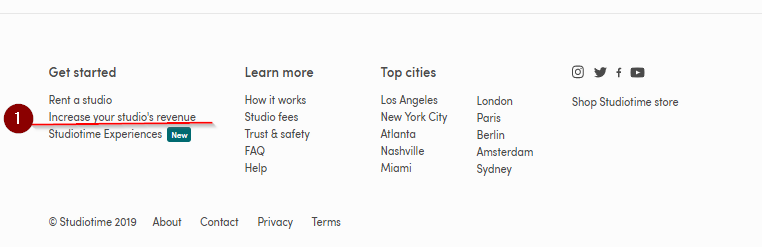 Get started
Rent a studio
1
Increase your studio's revenue
Studiotime Experiences New
Learn more
How it works
Studio fees
Trust & safety
FAQ
Help
Top cities
Los Angeles
New York City
Atlanta
Nashville
Miami
London
Paris
Berlin
Amsterdam
Sydney
Shop Studiotime store
© Studiotime 2019 About Contact Privacy Terms